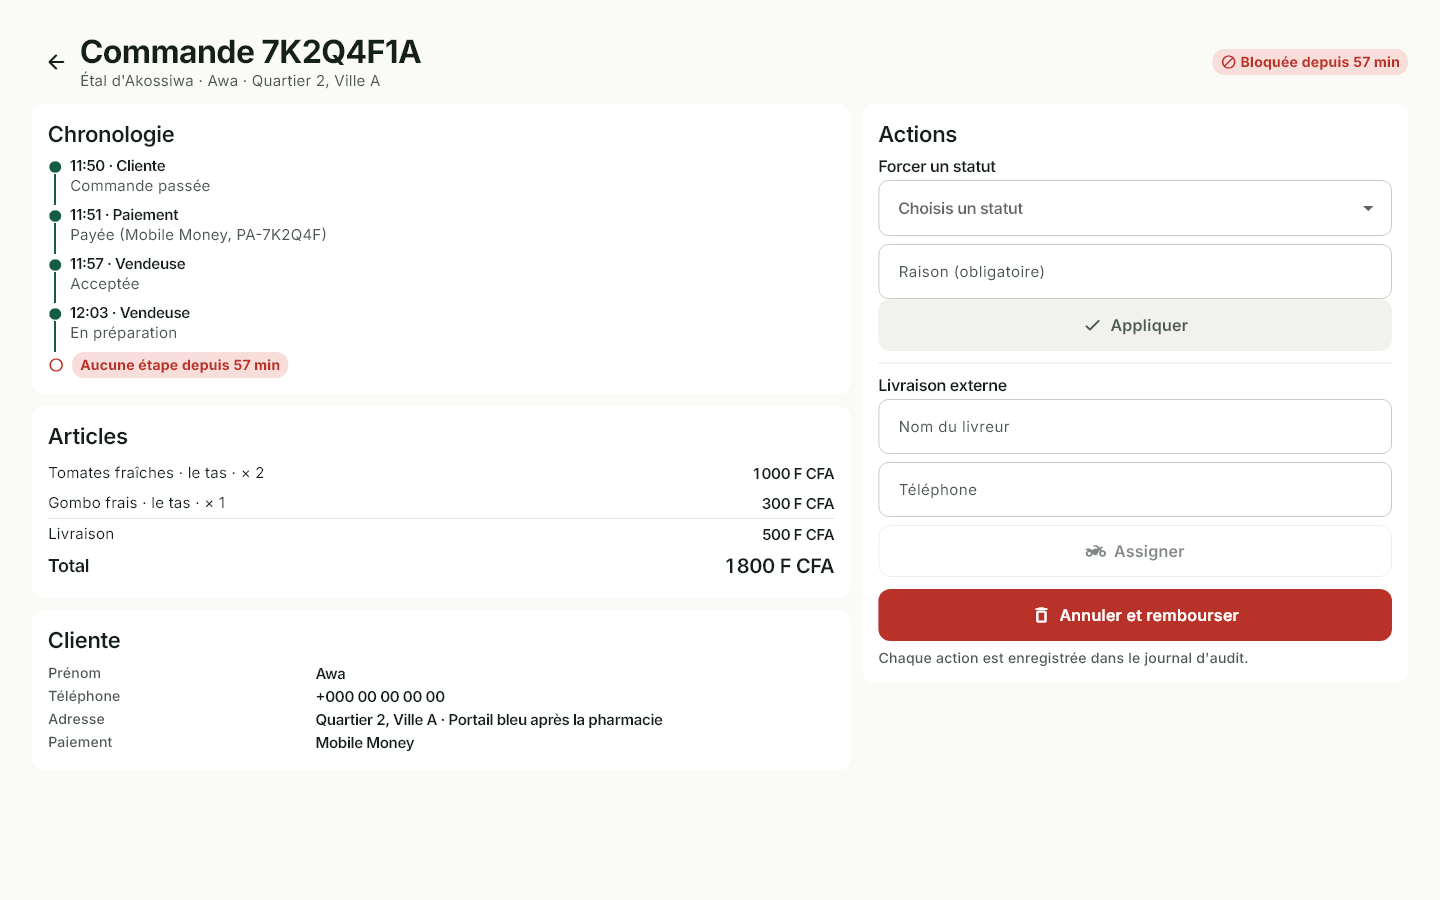 Commande 7K2Q4F1A
Étal d'Akossiwa · Awa · Quartier 2, Ville A
Bloquée depuis 57 min
Chronologie
11:50 · Cliente
Commande passée
11:51 · Paiement
Payée (Mobile Money, PA-7K2Q4F)
11:57 · Vendeuse
Acceptée
12:03 · Vendeuse
En préparation
Aucune étape depuis 57 min
Articles
Tomates fraîches · le tas · × 2 1 000 F CFA
Gombo frais · le tas · × 1 300 F CFA
Livraison 500 F CFA
Total 1 800 F CFA
Cliente
Prénom Awa
Téléphone +000 00 00 00 00
Adresse Quartier 2, Ville A · Portail bleu après la pharmacie
Paiement Mobile Money
Actions
Forcer un statut
Choisis un statut
Raison (obligatoire)
Appliquer
Livraison externe
Nom du livreur
Téléphone
Assigner
Annuler et rembourser
Chaque action est enregistrée dans le journal d'audit.